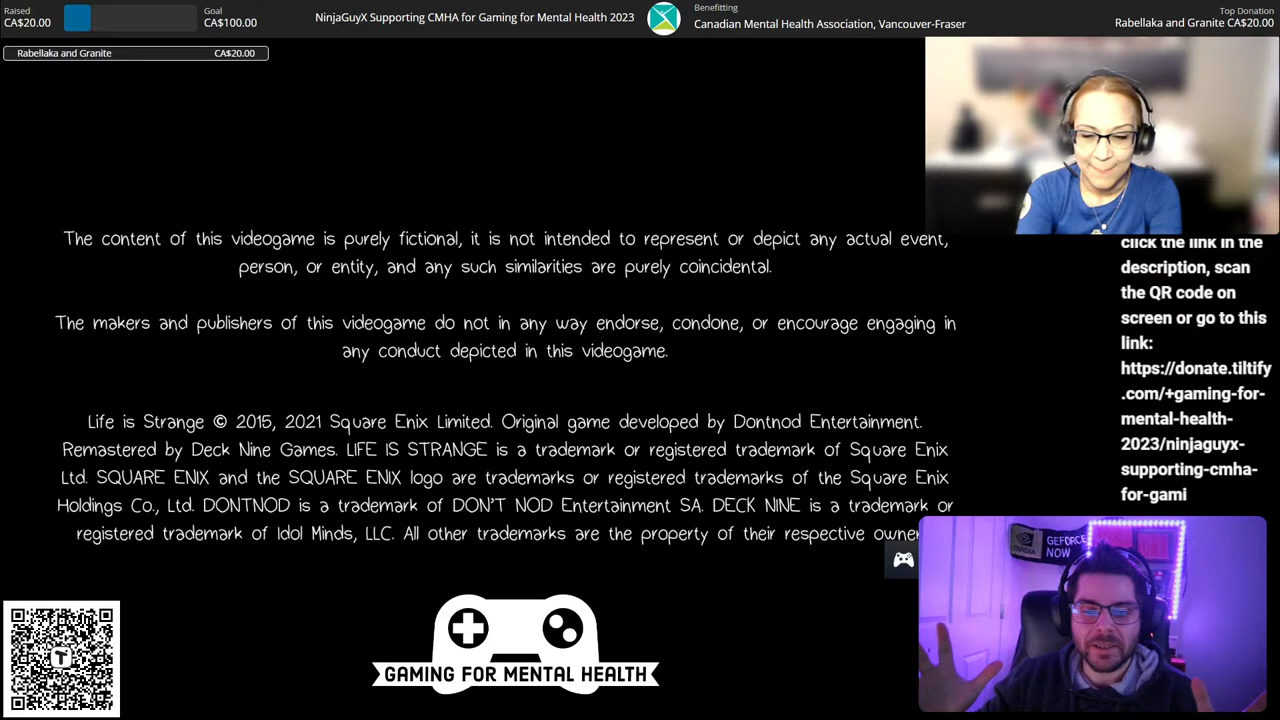 Raised
CA$20.00
Goal
CA$100.00
NinjaGuyX Supporting CMHA for Gaming for Mental Health 2023
Benefitting
Canadian Mental Health Association, Vancouver-Fraser
Top Donation
Rabellaka and Granite CA$20.00
Rabellaka and Granite CA$20.00
The content of this videogame is purely fictional, it is not intended to represent or depict any actual event,
person, or entity, and any such similarities are purely coincidental.
The makers and publishers of this videogame do not in any way endorse, condone, or encourage engaging in
any conduct depicted in this videogame.
Life is Strange © 2015, 2021 Square Enix Limited. Original game developed by Dontnod Entertainment.
Remastered by Deck Nine Games. LIFE IS STRANGE is a trademark or registered trademark of Square Enix
Ltd. SQUARE ENIX and the SQUARE ENIX logo are trademarks or registered trademarks of the Square Enix
Holdings Co., Ltd. DONTNOD is a trademark of DON'T NOD Entertainment SA. DECK NINE is a trademark or
registered trademark of Idol Minds, LLC. All other trademarks are the property of their respective owner
click the link in the
description, scan
the QR code on
screen or go to this
link:
https://donate.tiltify
.com/+gaming-for-
mental-health-
2023/ninjaguyx-
supporting-cmha-
for-gami
NVIDIA
GEFORCE
NOW
GAMING FOR MENTAL HEALTH